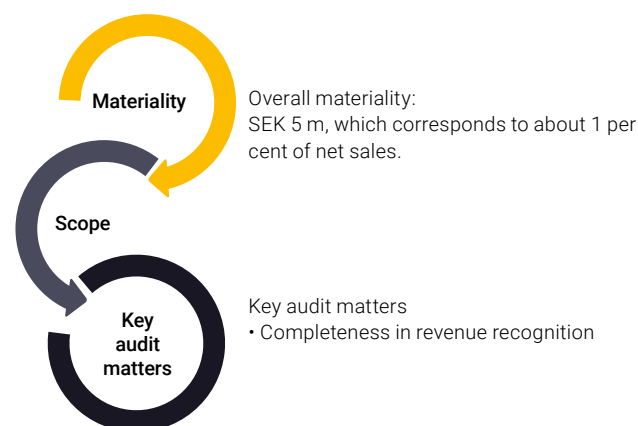 Materiality
Overall materiality:
SEK 5 m, which corresponds to about 1 per
cent of net sales.
Scope
Key
audit
matters
Key audit matters
• Completeness in revenue recognition